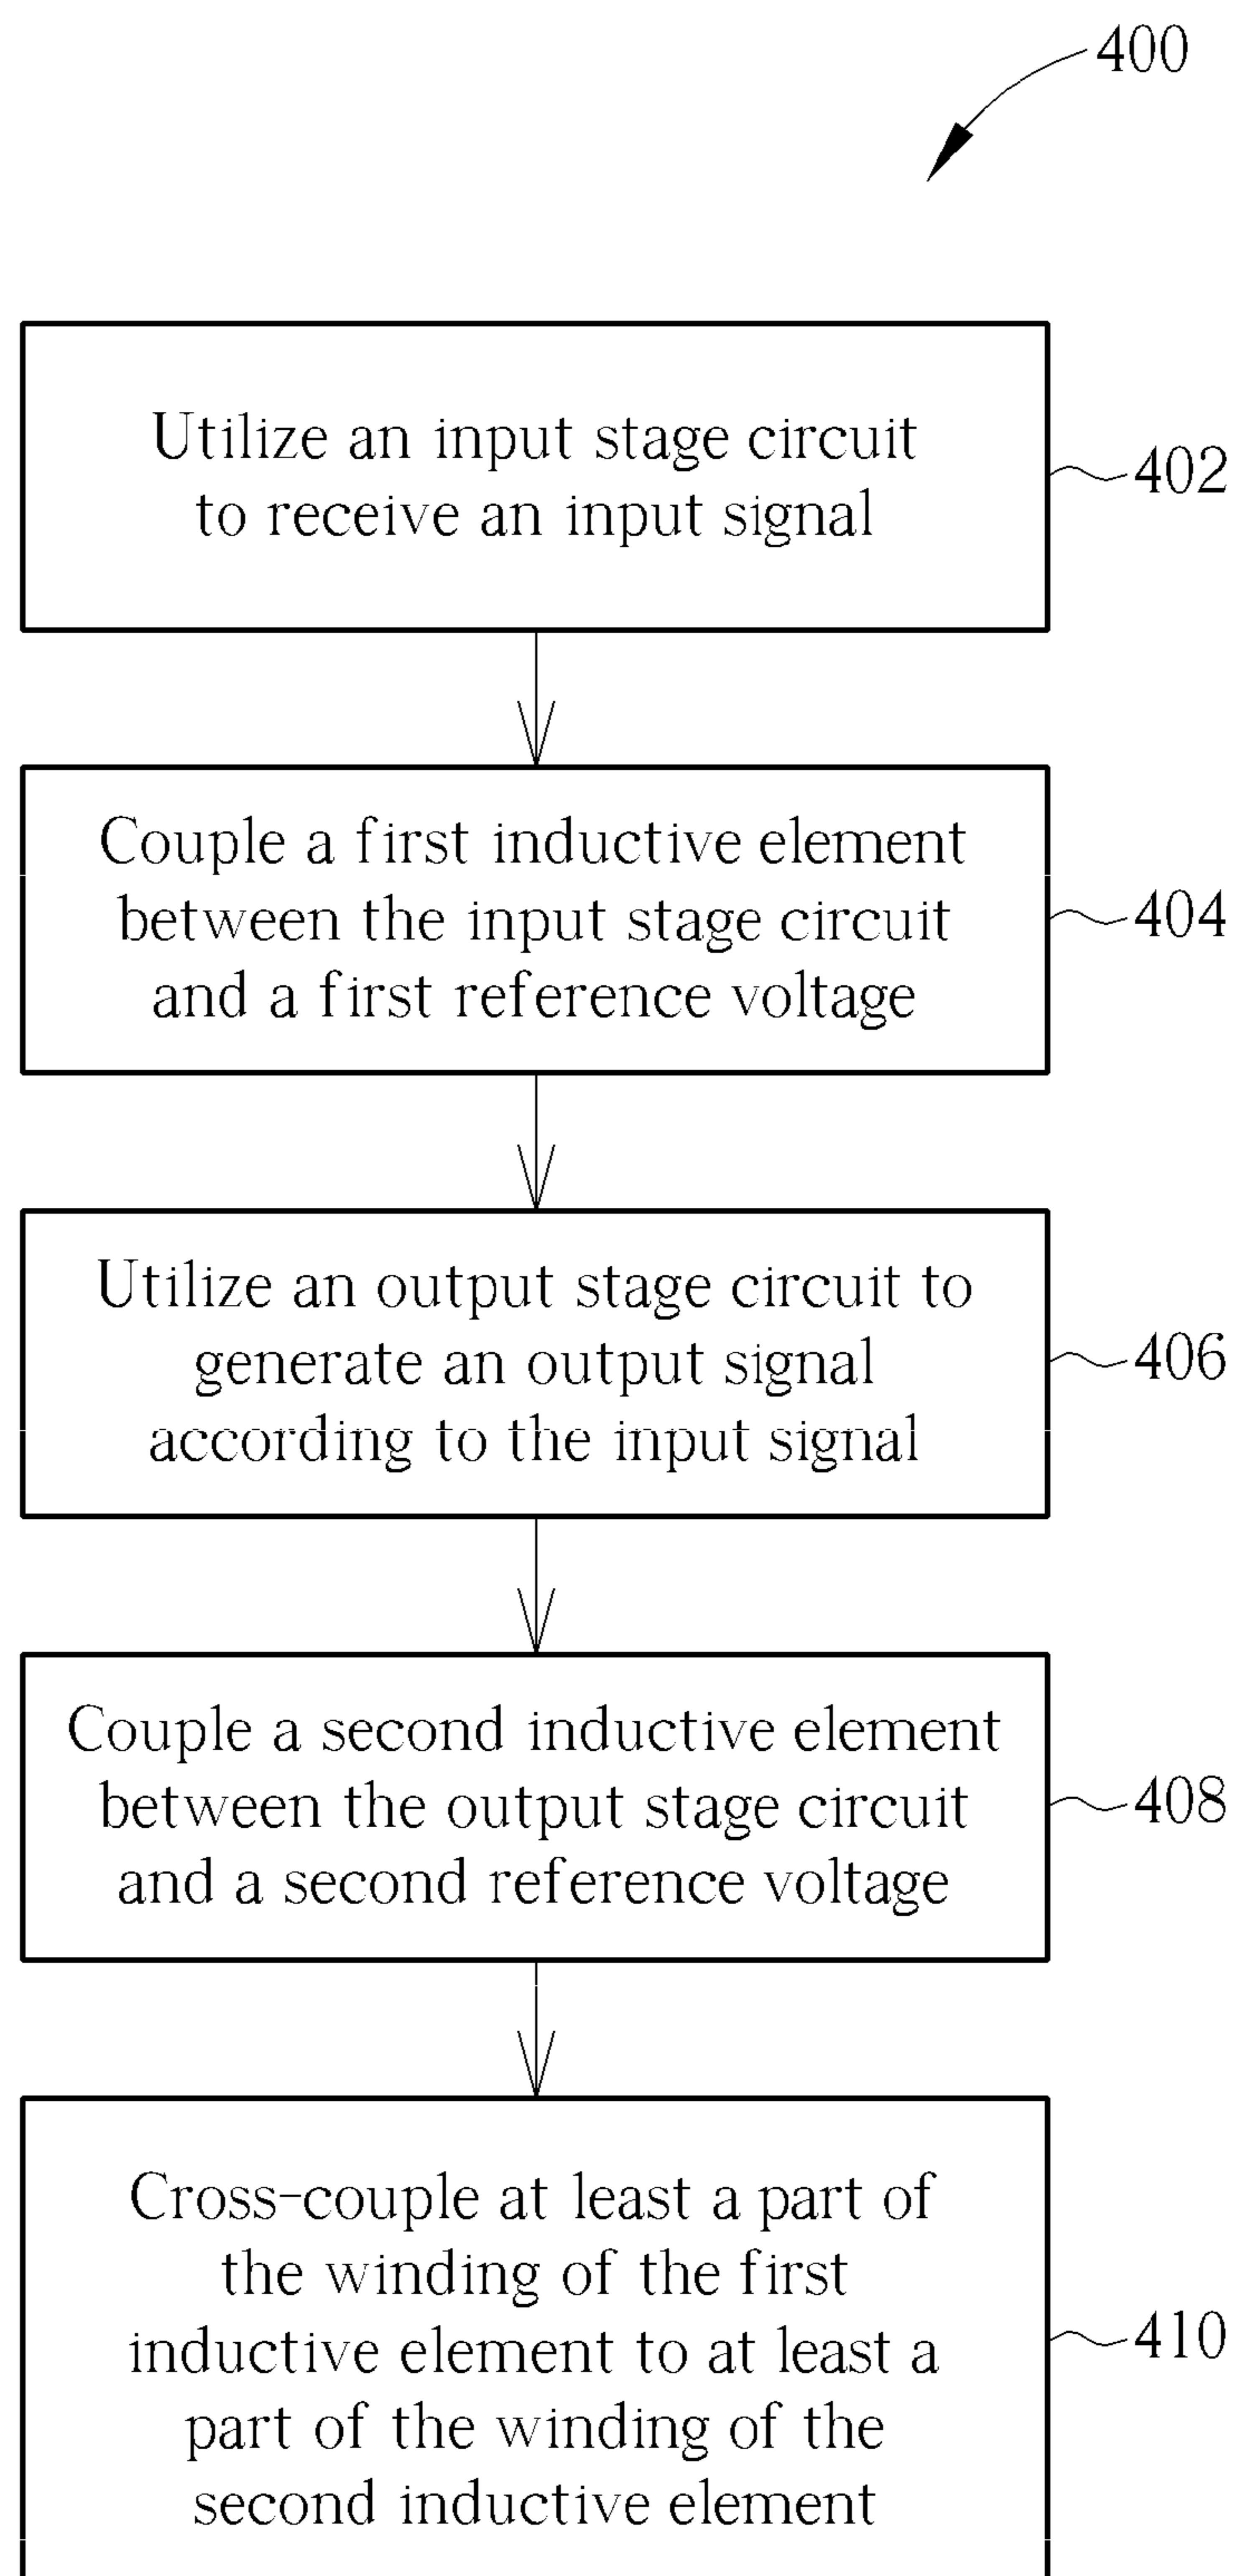 400
Utilize an input stage circuit
to receive an input signal
402
Couple a first inductive element
between the input stage circuit
and a first reference voltage
404
Utilize an output stage circuit to
generate an output signal
according to the input signal
406
Couple a second inductive element
between the output stage circuit
and a second reference voltage
408
Cross-couple at least a part of
the winding of the first
inductive element to at least a
part of the winding of the
second inductive element
410